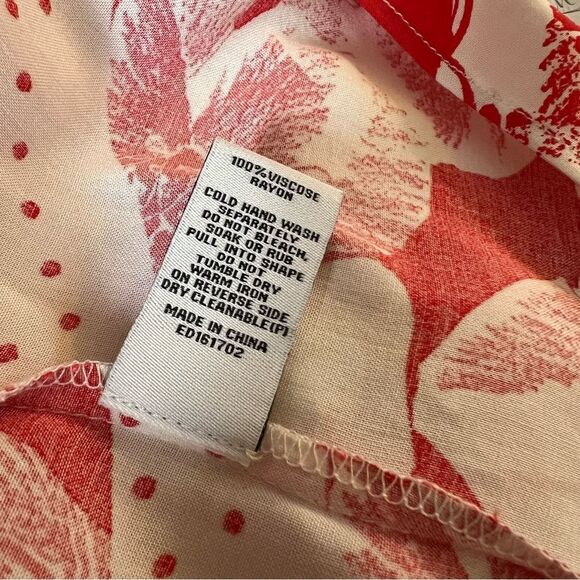 100%VISCOSE
RAYON
COLD HAND WASH
SEPARATELY
DO NOT BLEACH,
SOAK OR RUB
PULL INTO SHAPE
DO NOT
TUMBLE DRY
WARM IRON
ON REVERSE SIDE
DRY CLEANABLE(P)
MADE IN CHINA
ED161702